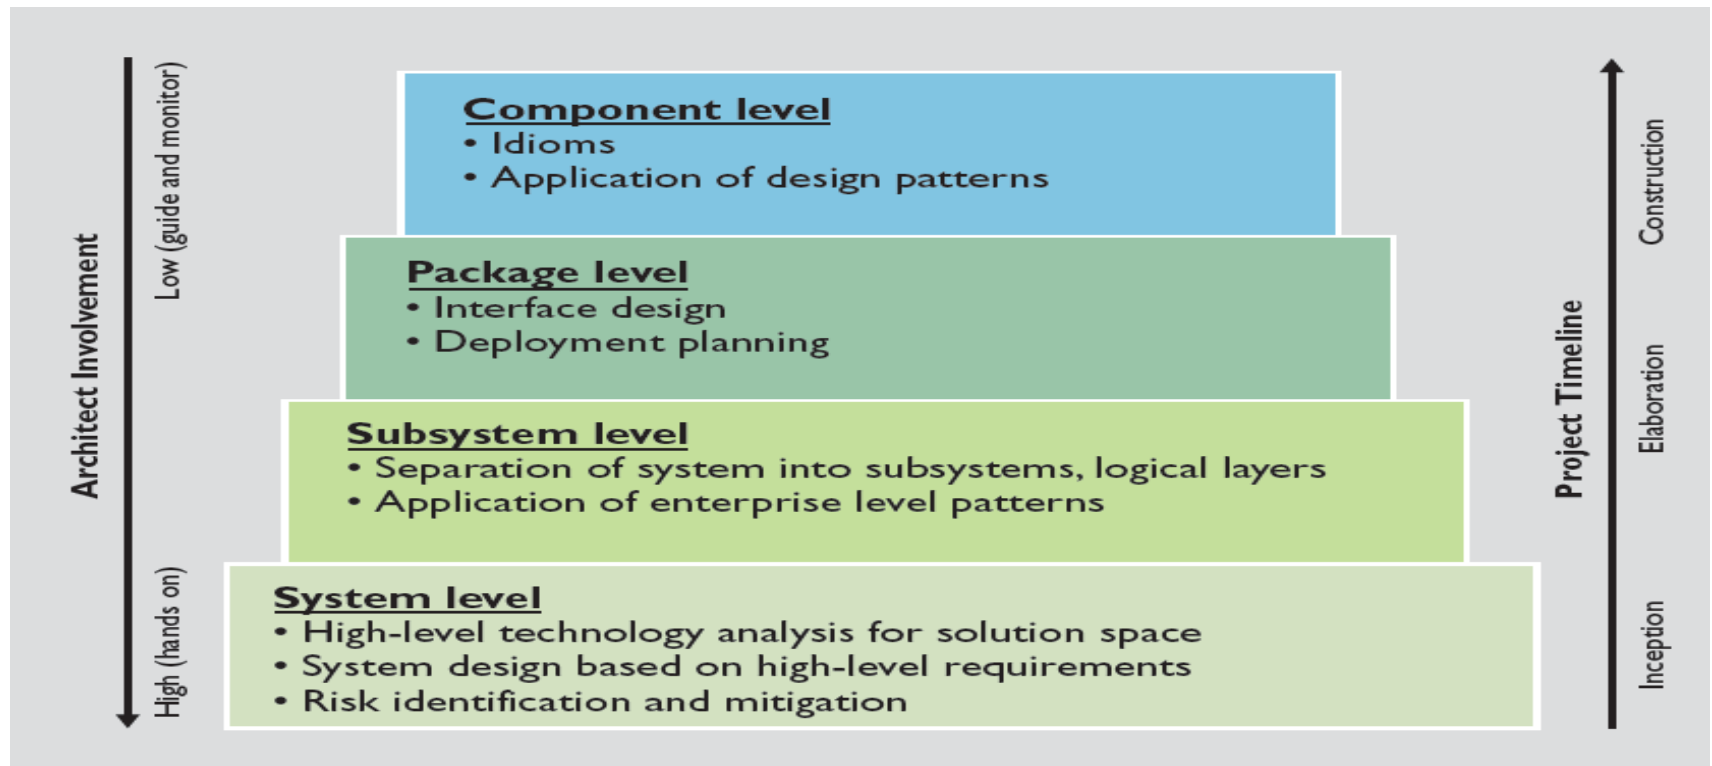 Architect Involvement
Low (guide and monitor)
High (hands on)
Component level
• Idioms
• Application of design patterns
Package level
• Interface design
• Deployment planning
Subsystem level
• Separation of system into subsystems, logical layers
• Application of enterprise level patterns
System level
• High-level technology analysis for solution space
• System design based on high-level requirements
• Risk identification and mitigation
Project Timeline
Construction
Elaboration
Inception